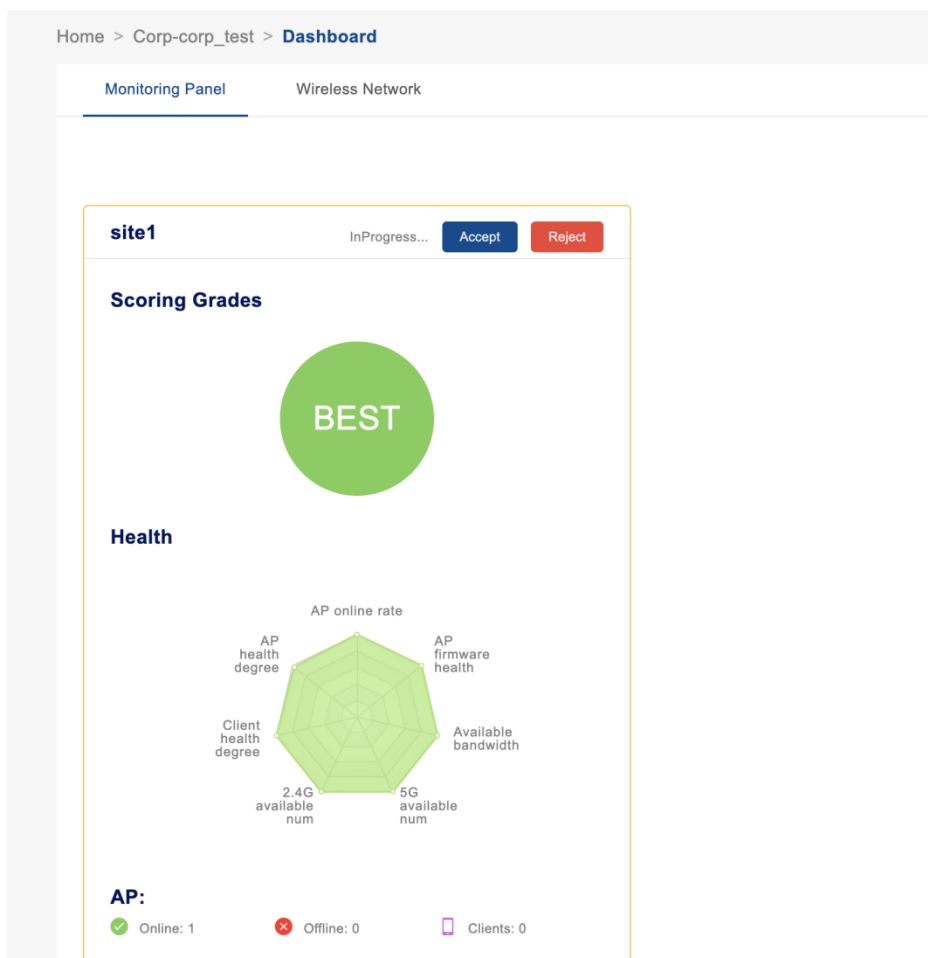 Home > Corp-corp_test > Dashboard
Monitoring Panel Wireless Network
site1 InProgress... Accept Reject
Scoring Grades
BEST
Health
AP online rate
AP
health
degree
AP
firmware
health
Client
health
degree
Available
bandwidth
2.4G
available
num
5G
available
num
AP:
Online: 1 Offline: 0 Clients: 0